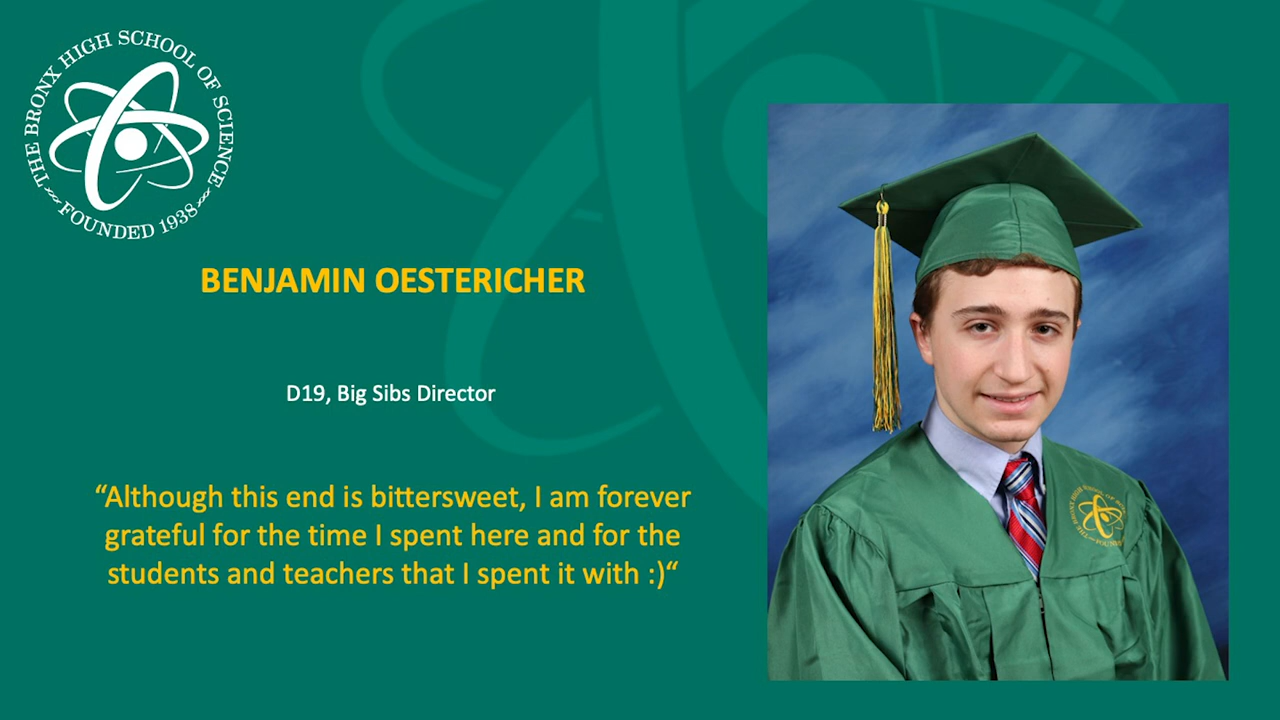 THE BRONX HIGH SCHOOL OF SCIENCE
FOUNDED 1938
BENJAMIN OESTERICHER
D19, Big Sibs Director
“Although this end is bittersweet, I am forever
grateful for the time I spent here and for the
students and teachers that I spent it with :)“